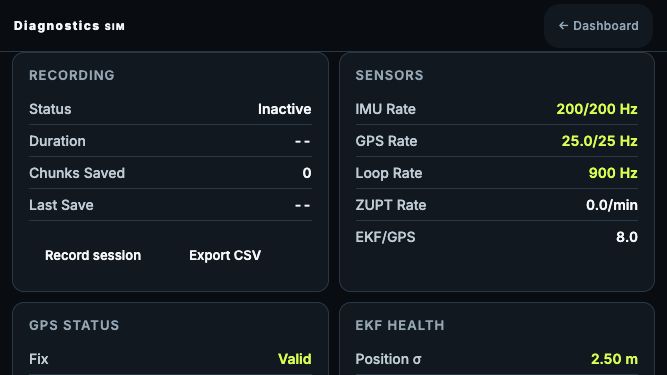 Diagnostics SIM
← Dashboard
RECORDING
Status Inactive
Duration --
Chunks Saved 0
Last Save --
Record session Export CSV
SENSORS
IMU Rate 200/200 Hz
GPS Rate 25.0/25 Hz
Loop Rate 900 Hz
ZUPT Rate 0.0/min
EKF/GPS 8.0
GPS STATUS
Fix Valid
EKF HEALTH
Position σ 2.50 m